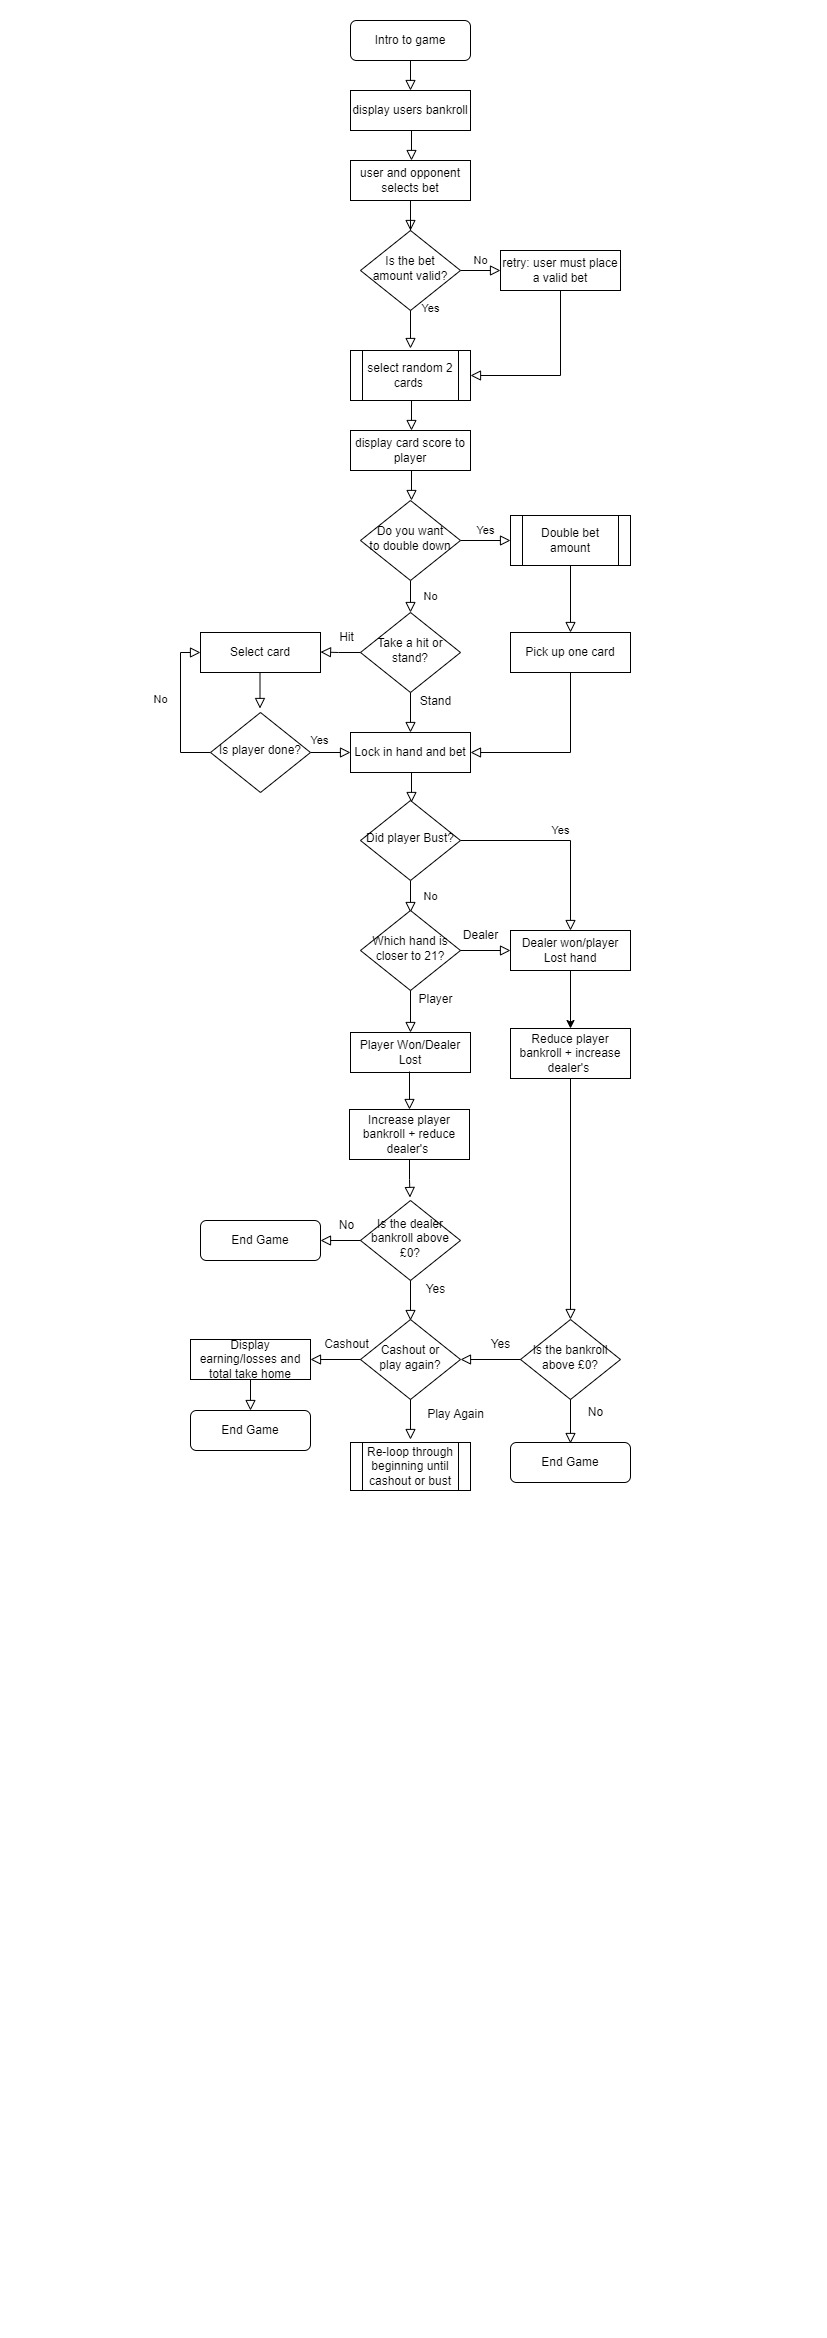 Intro to game
display users bankroll
user and opponent
selects bet
Is the bet
amount valid?
No
retry: user must place
a valid bet
Yes
select random 2
cards
display card score to
player
Do you want
to double down
Yes
Double bet
amount
No
Take a hit or
stand?
Hit
Select card
Pick up one card
No
Stand
Is player done?
Yes
Lock in hand and bet
Did player Bust?
Yes
No
Which hand is
closer to 21?
Dealer
Dealer won/player
Lost hand
Player
Player Won/Dealer
Lost
Reduce player
bankroll + increase
dealer's
Increase player
bankroll + reduce
dealer's
Is the dealer
bankroll above
£0?
No
End Game
Yes
Display
earning/losses and
total take home
Cashout
Cashout or
play again?
Yes
Is the bankroll
above £0?
End Game
Play Again
No
Re-loop through
beginning until
cashout or bust
End Game